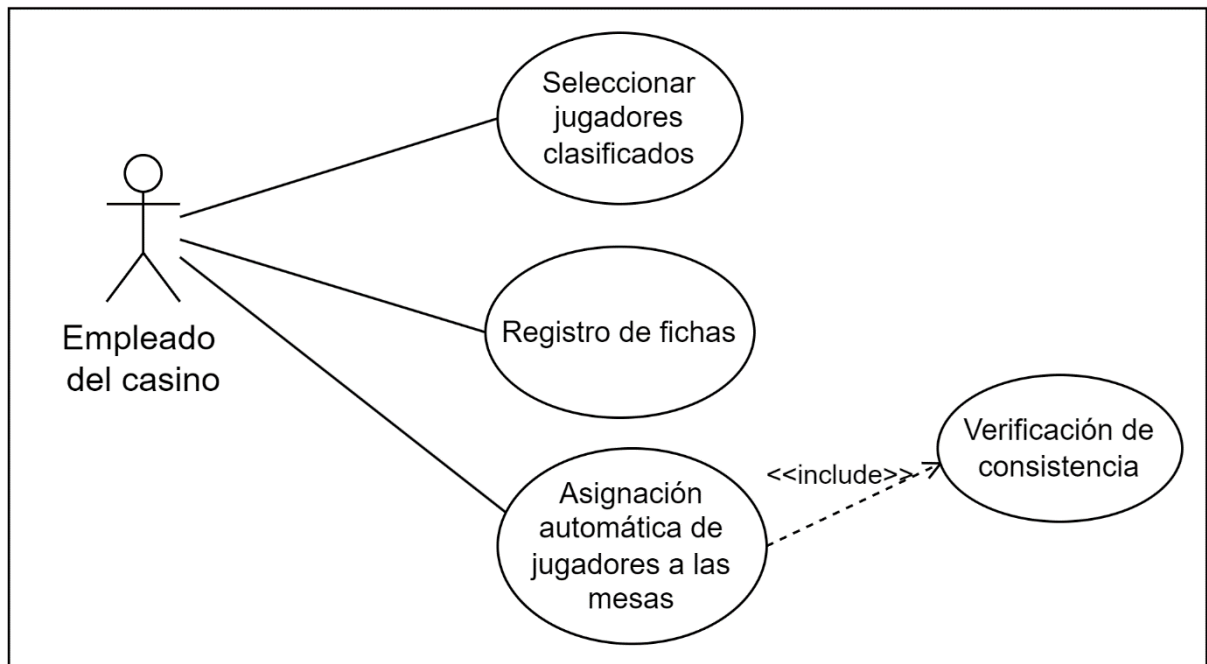 Seleccionar
jugadores
clasificados
Empleado
del casino
Registro de fichas
Asignación
automática de
jugadores a las
mesas
<<include>>
Verificación de
consistencia